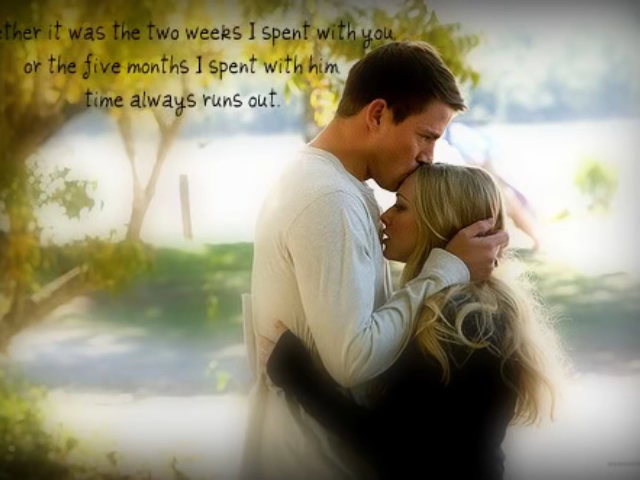 ether it was the two weeks I spent with you
or the five months I spent with him
time always runs out.